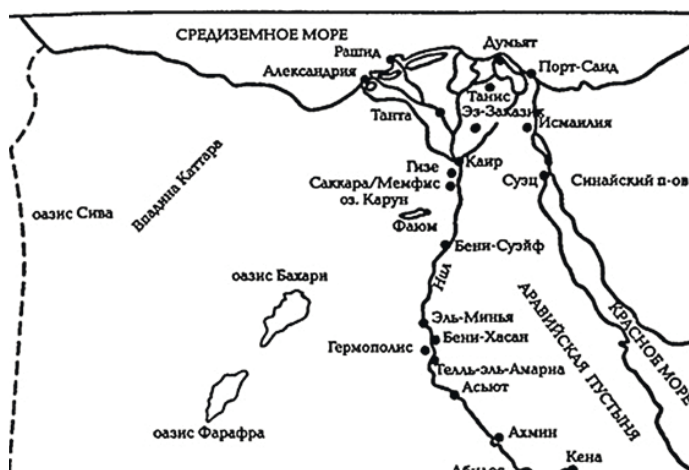 СРЕДИЗЕМНОЕ МОРЕ
Рашид
Думьят
Александрия
Порт-Саид
Танис
Танта
Эз-Заказик
Исмаилия
Гизе
Каир
Саккара/Мемфис
Суэц
Синайский п-ов
оз. Карун
Фаюм
Впадина Каттара
оазис Сива
Бени-Суэйф
Нил
оазис Бахари
АРАВИЙСКАЯ ПУСТЫНЯ
КРАСНОЕ МОРЕ
Эль-Минья
Бени-Хасан
Гермополис
Телль-эль-Амарна
Асьют
оазис Фарафра
Ахмин
Кена